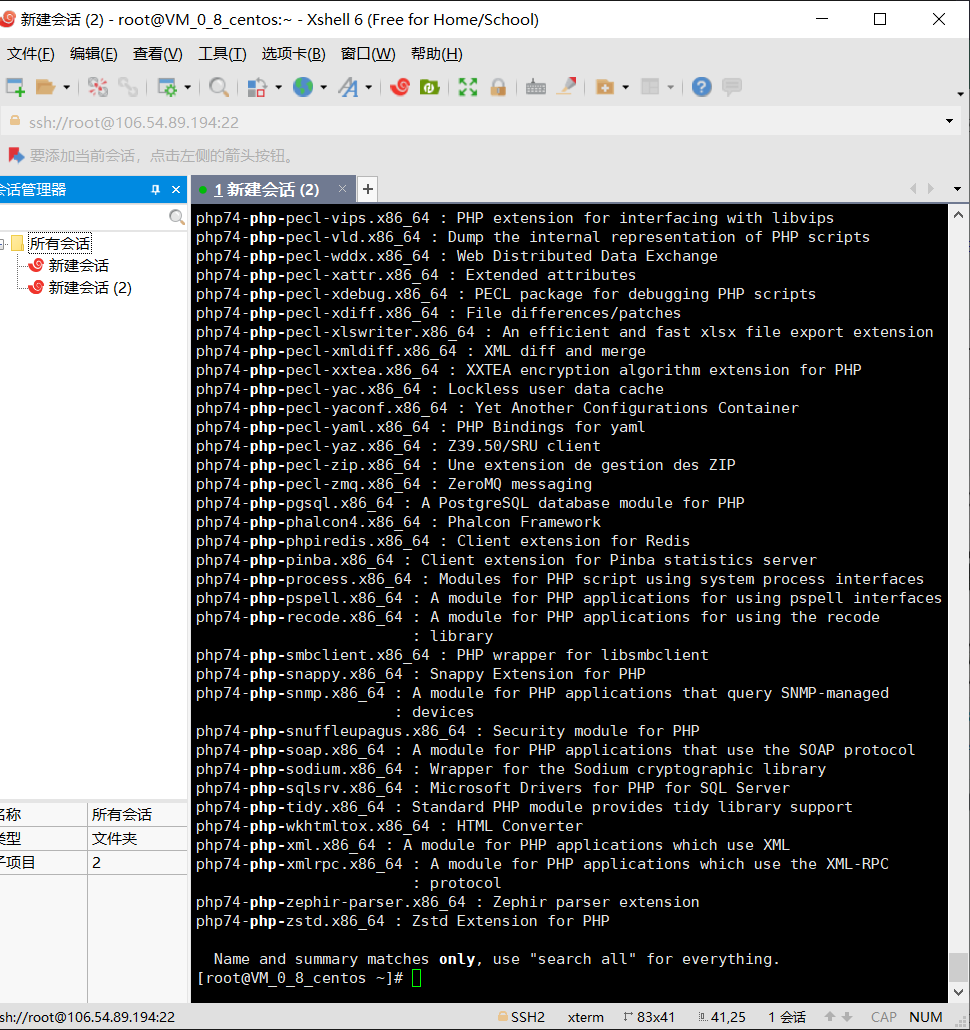 新建会话 (2) - root@VM_0_8_centos:~ - Xshell 6 (Free for Home/School)
文件(F) 编辑(E) 查看(V) 工具(T) 选项卡(B) 窗口(W) 帮助(H)
ssh://root@106.54.89.194:22
要添加当前会话，点击左侧的箭头按钮。
会话管理器
1 新建会话 (2)
所有会话
新建会话
新建会话 (2)
php74-php-pecl-vips.x86_64 : PHP extension for interfacing with libvips
php74-php-pecl-vld.x86_64 : Dump the internal representation of PHP scripts
php74-php-pecl-wddx.x86_64 : Web Distributed Data Exchange
php74-php-pecl-xattr.x86_64 : Extended attributes
php74-php-pecl-xdebug.x86_64 : PECL package for debugging PHP scripts
php74-php-pecl-xdiff.x86_64 : File differences/patches
php74-php-pecl-xlswriter.x86_64 : An efficient and fast xlsx file export extension
php74-php-pecl-xmldiff.x86_64 : XML diff and merge
php74-php-pecl-xxtea.x86_64 : XXTEA encryption algorithm extension for PHP
php74-php-pecl-yac.x86_64 : Lockless user data cache
php74-php-pecl-yaconf.x86_64 : Yet Another Configurations Container
php74-php-pecl-yaml.x86_64 : PHP Bindings for yaml
php74-php-pecl-yaz.x86_64 : Z39.50/SRU client
php74-php-pecl-zip.x86_64 : Une extension de gestion des ZIP
php74-php-pecl-zmq.x86_64 : ZeroMQ messaging
php74-php-pgsql.x86_64 : A PostgreSQL database module for PHP
php74-php-phalcon4.x86_64 : Phalcon Framework
php74-php-phpiredis.x86_64 : Client extension for Redis
php74-php-pinba.x86_64 : Client extension for Pinba statistics server
php74-php-process.x86_64 : Modules for PHP script using system process interfaces
php74-php-pspell.x86_64 : A module for PHP applications for using pspell interfaces
php74-php-recode.x86_64 : A module for PHP applications for using the recode
: library
php74-php-smbclient.x86_64 : PHP wrapper for libsmbclient
php74-php-snappy.x86_64 : Snappy Extension for PHP
php74-php-snmp.x86_64 : A module for PHP applications that query SNMP-managed
: devices
php74-php-snuffleupagus.x86_64 : Security module for PHP
php74-php-soap.x86_64 : A module for PHP applications that use the SOAP protocol
php74-php-sodium.x86_64 : Wrapper for the Sodium cryptographic library
php74-php-sqlsrv.x86_64 : Microsoft Drivers for PHP for SQL Server
php74-php-tidy.x86_64 : Standard PHP module provides tidy library support
php74-php-wkhtmltox.x86_64 : HTML Converter
php74-php-xml.x86_64 : A module for PHP applications which use XML
php74-php-xmlrpc.x86_64 : A module for PHP applications which use the XML-RPC
: protocol
php74-php-zephir-parser.x86_64 : Zephir parser extension
php74-php-zstd.x86_64 : Zstd Extension for PHP
Name and summary matches only, use "search all" for everything.
[root@VM_0_8_centos ~]#
名称 所有会话
类型 文件夹
子项目 2
sh://root@106.54.89.194:22 SSH2 xterm 83x41 41,25 1 会话 CAP NUM